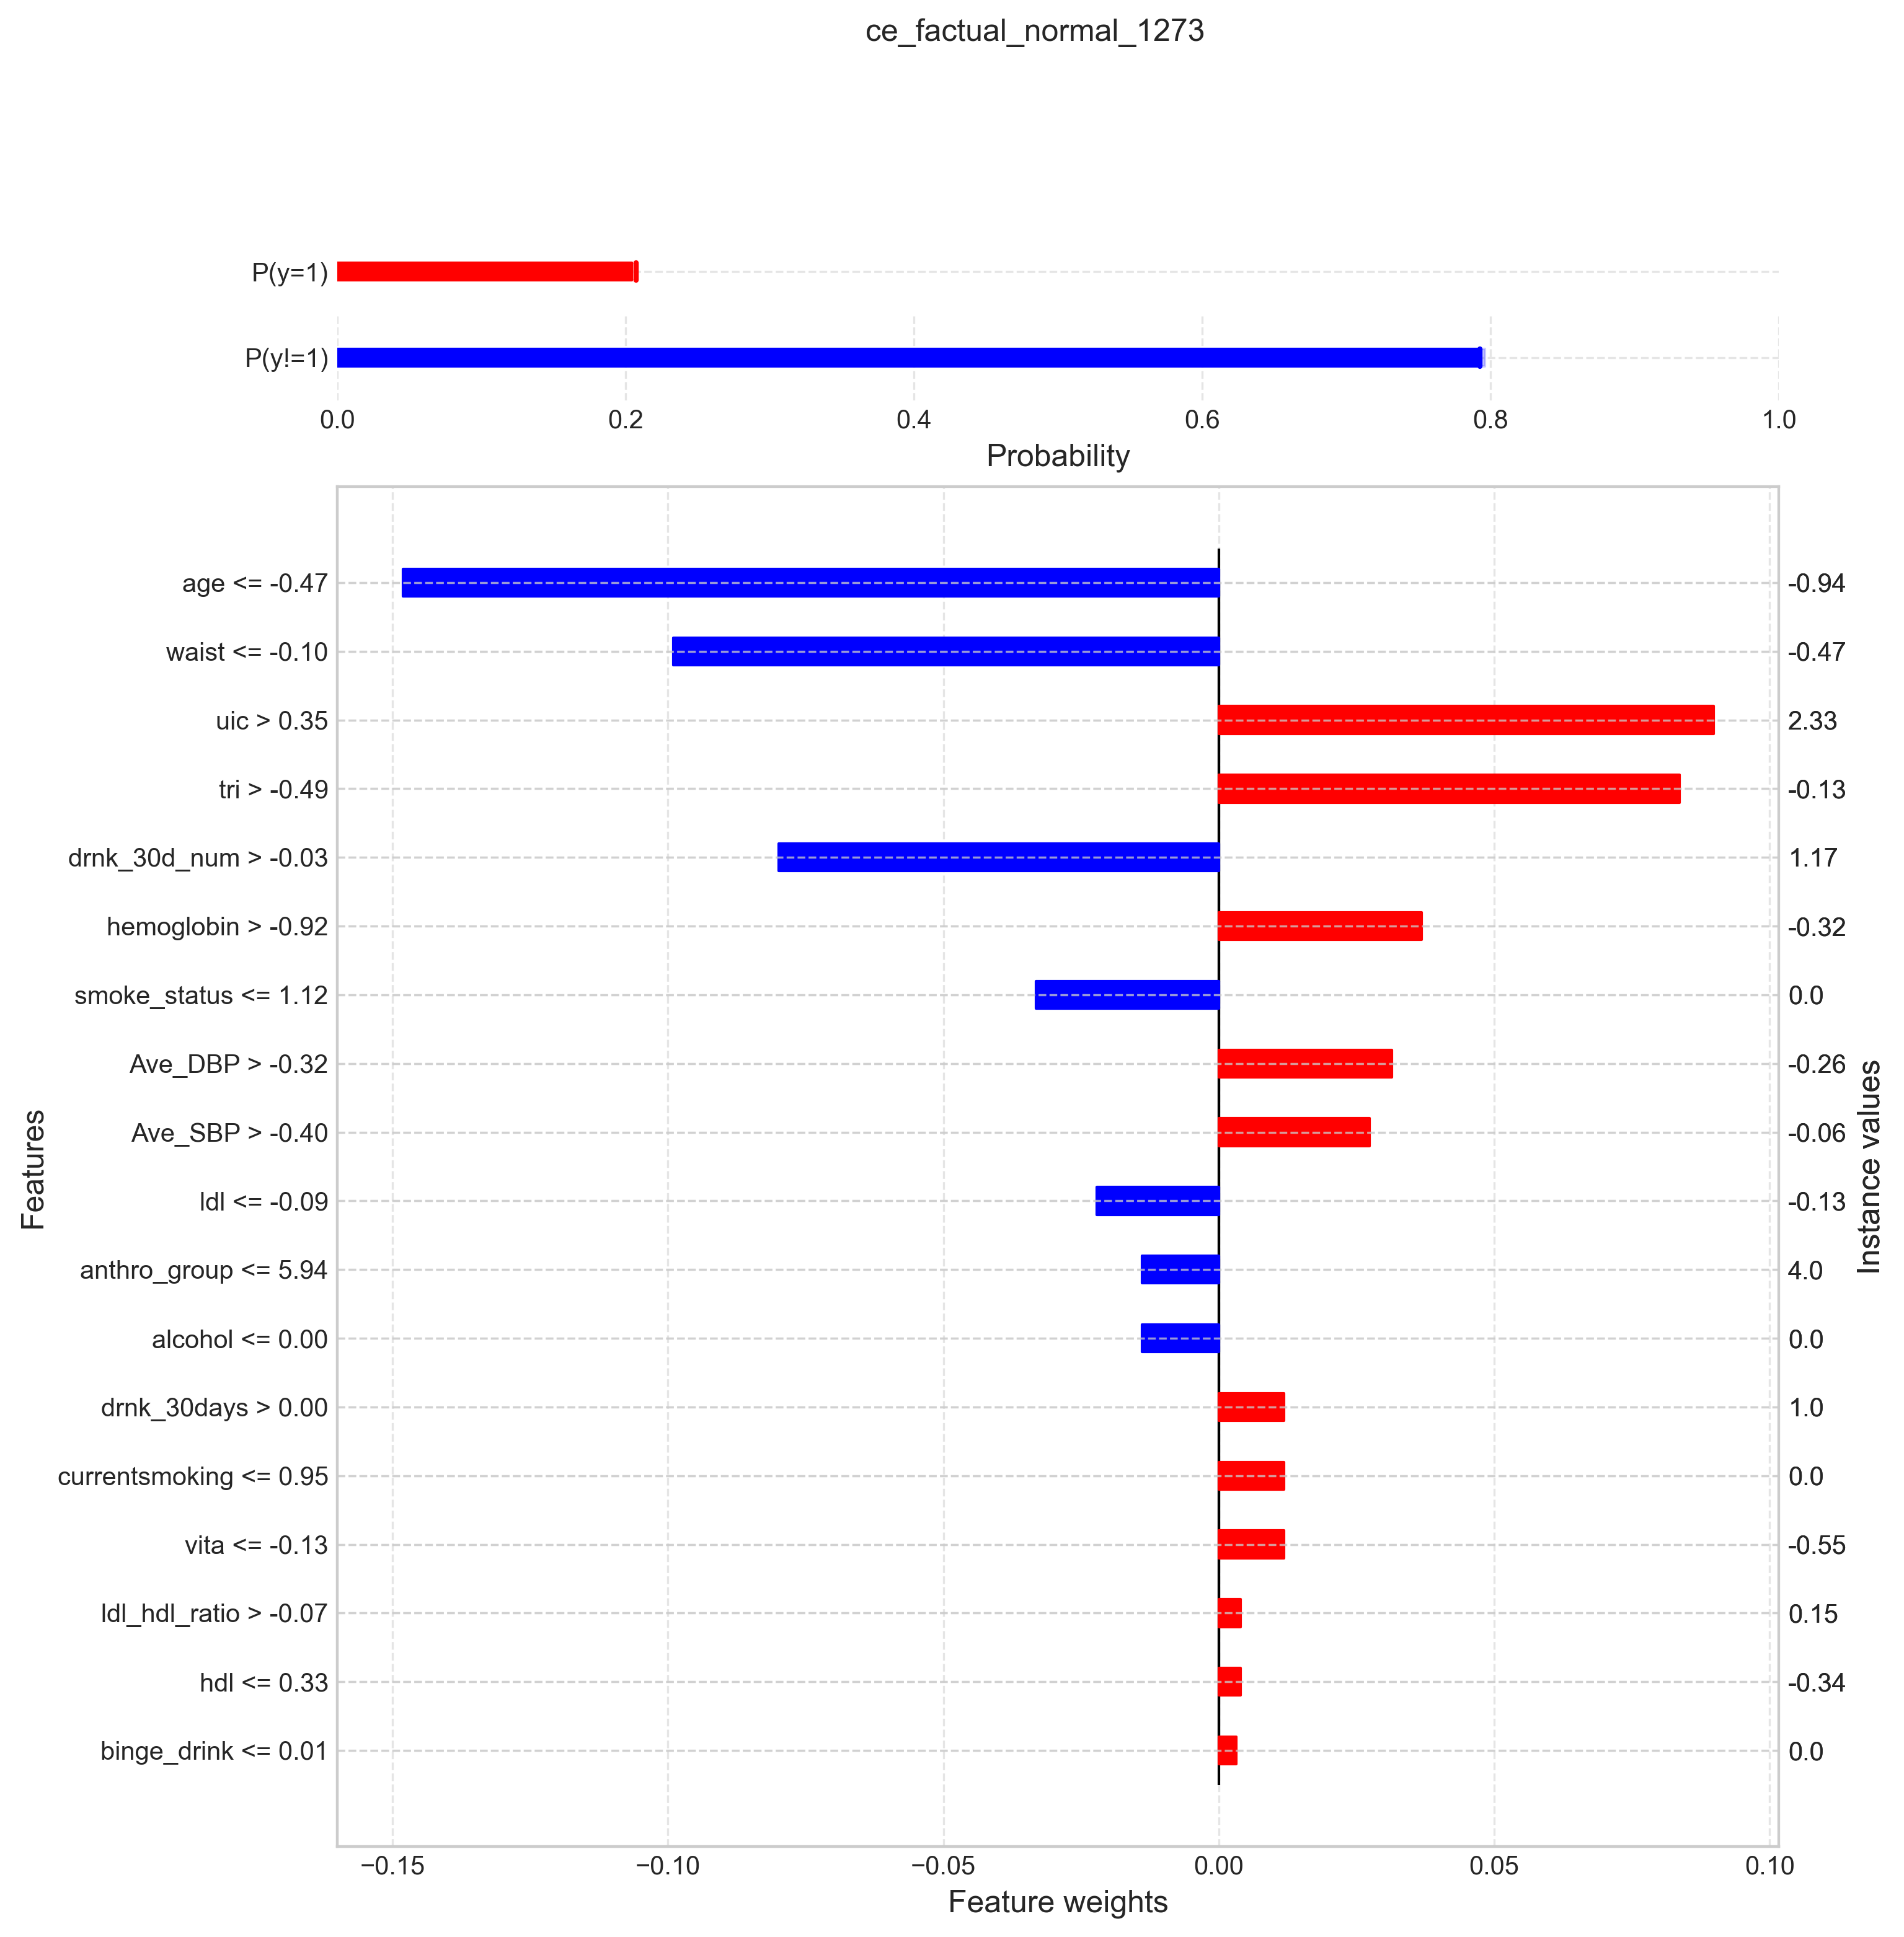 ce_factual_normal_1273
P(y=1)
P(y!=1)
0.0 0.2 0.4 0.6 0.8 1.0
Probability
age <= -0.47 -0.94
waist <= -0.10 -0.47
uic > 0.35 2.33
tri > -0.49 -0.13
drnk_30d_num > -0.03 1.17
hemoglobin > -0.92 -0.32
smoke_status <= 1.12 0.0
Ave_DBP > -0.32 -0.26
Ave_SBP > -0.40 -0.06
ldl <= -0.09 -0.13
anthro_group <= 5.94 4.0
alcohol <= 0.00 0.0
drnk_30days > 0.00 1.0
currentsmoking <= 0.95 0.0
vita <= -0.13 -0.55
ldl_hdl_ratio > -0.07 0.15
hdl <= 0.33 -0.34
binge_drink <= 0.01 0.0
Features
Instance values
−0.15 −0.10 −0.05 0.00 0.05 0.10
Feature weights